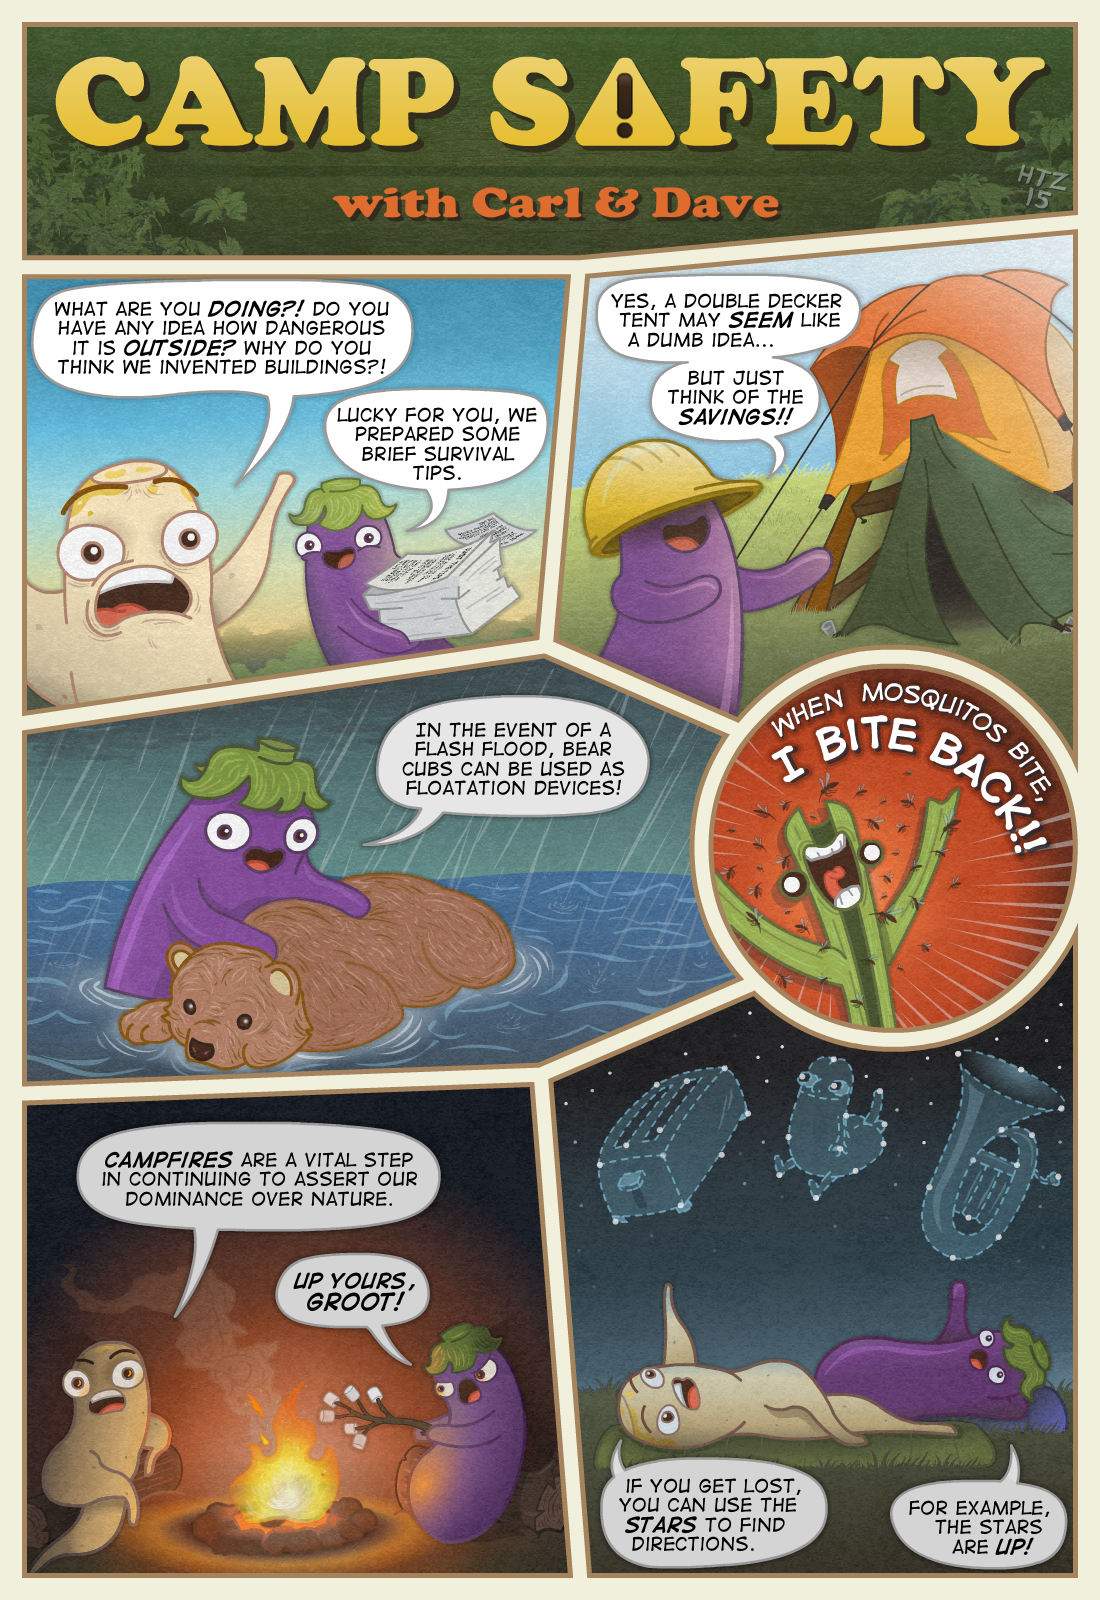 CAMP SAFETY
with Carl & Dave
HTZ
15
WHAT ARE YOU DOING?! DO YOU
HAVE ANY IDEA HOW DANGEROUS
IT IS OUTSIDE? WHY DO YOU
THINK WE INVENTED BUILDINGS?!
LUCKY FOR YOU, WE
PREPARED SOME
BRIEF SURVIVAL
TIPS.
YES, A DOUBLE DECKER
TENT MAY SEEM LIKE
A DUMB IDEA...
BUT JUST
THINK OF THE
SAVINGS!!
IN THE EVENT OF A
FLASH FLOOD, BEAR
CUBS CAN BE USED AS
FLOATATION DEVICES!
WHEN MOSQUITOS BITE,
I BITE BACK!!
CAMPFIRES ARE A VITAL STEP
IN CONTINUING TO ASSERT OUR
DOMINANCE OVER NATURE.
UP YOURS,
GROOT!
IF YOU GET LOST,
YOU CAN USE THE
STARS TO FIND
DIRECTIONS.
FOR EXAMPLE,
THE STARS
ARE UP!